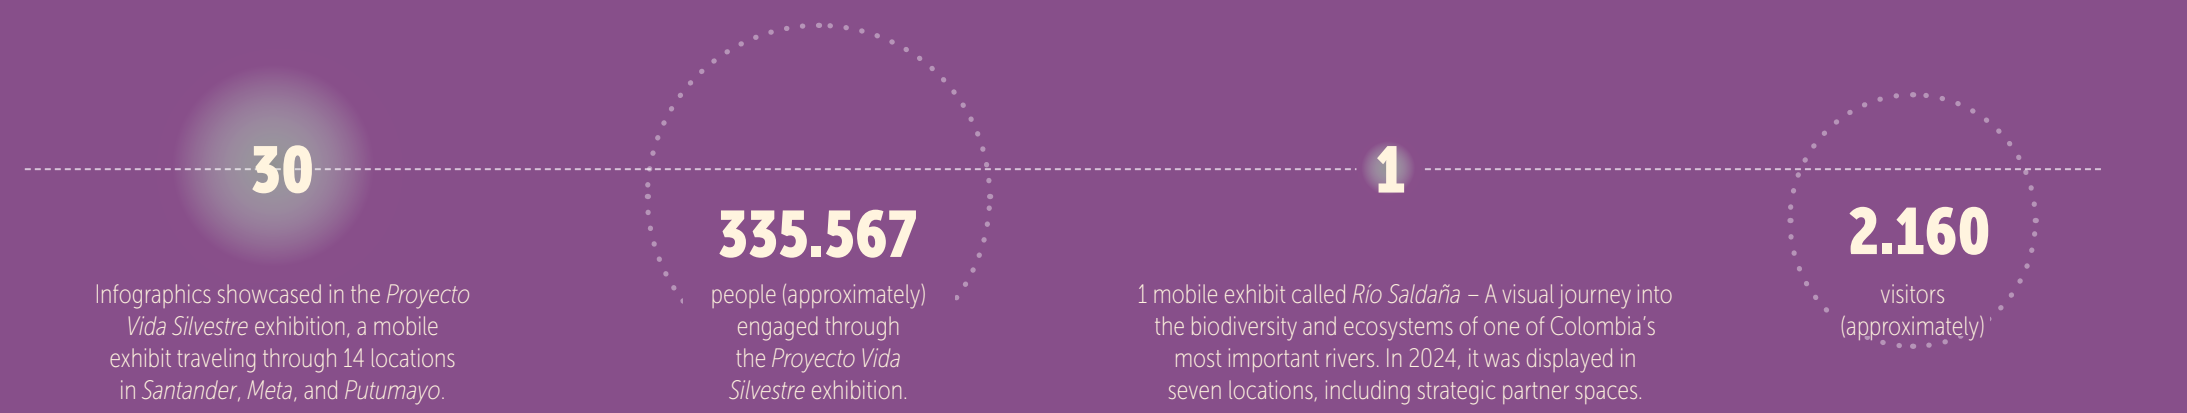 30
Infographics showcased in the Proyecto
Vida Silvestre exhibition, a mobile
exhibit traveling through 14 locations
in Santander, Meta, and Putumayo.
335.567
people (approximately)
engaged through
the Proyecto Vida
Silvestre exhibition.
1
1 mobile exhibit called Río Saldaña – A visual journey into
the biodiversity and ecosystems of one of Colombia’s
most important rivers. In 2024, it was displayed in
seven locations, including strategic partner spaces.
2.160
visitors
(approximately)